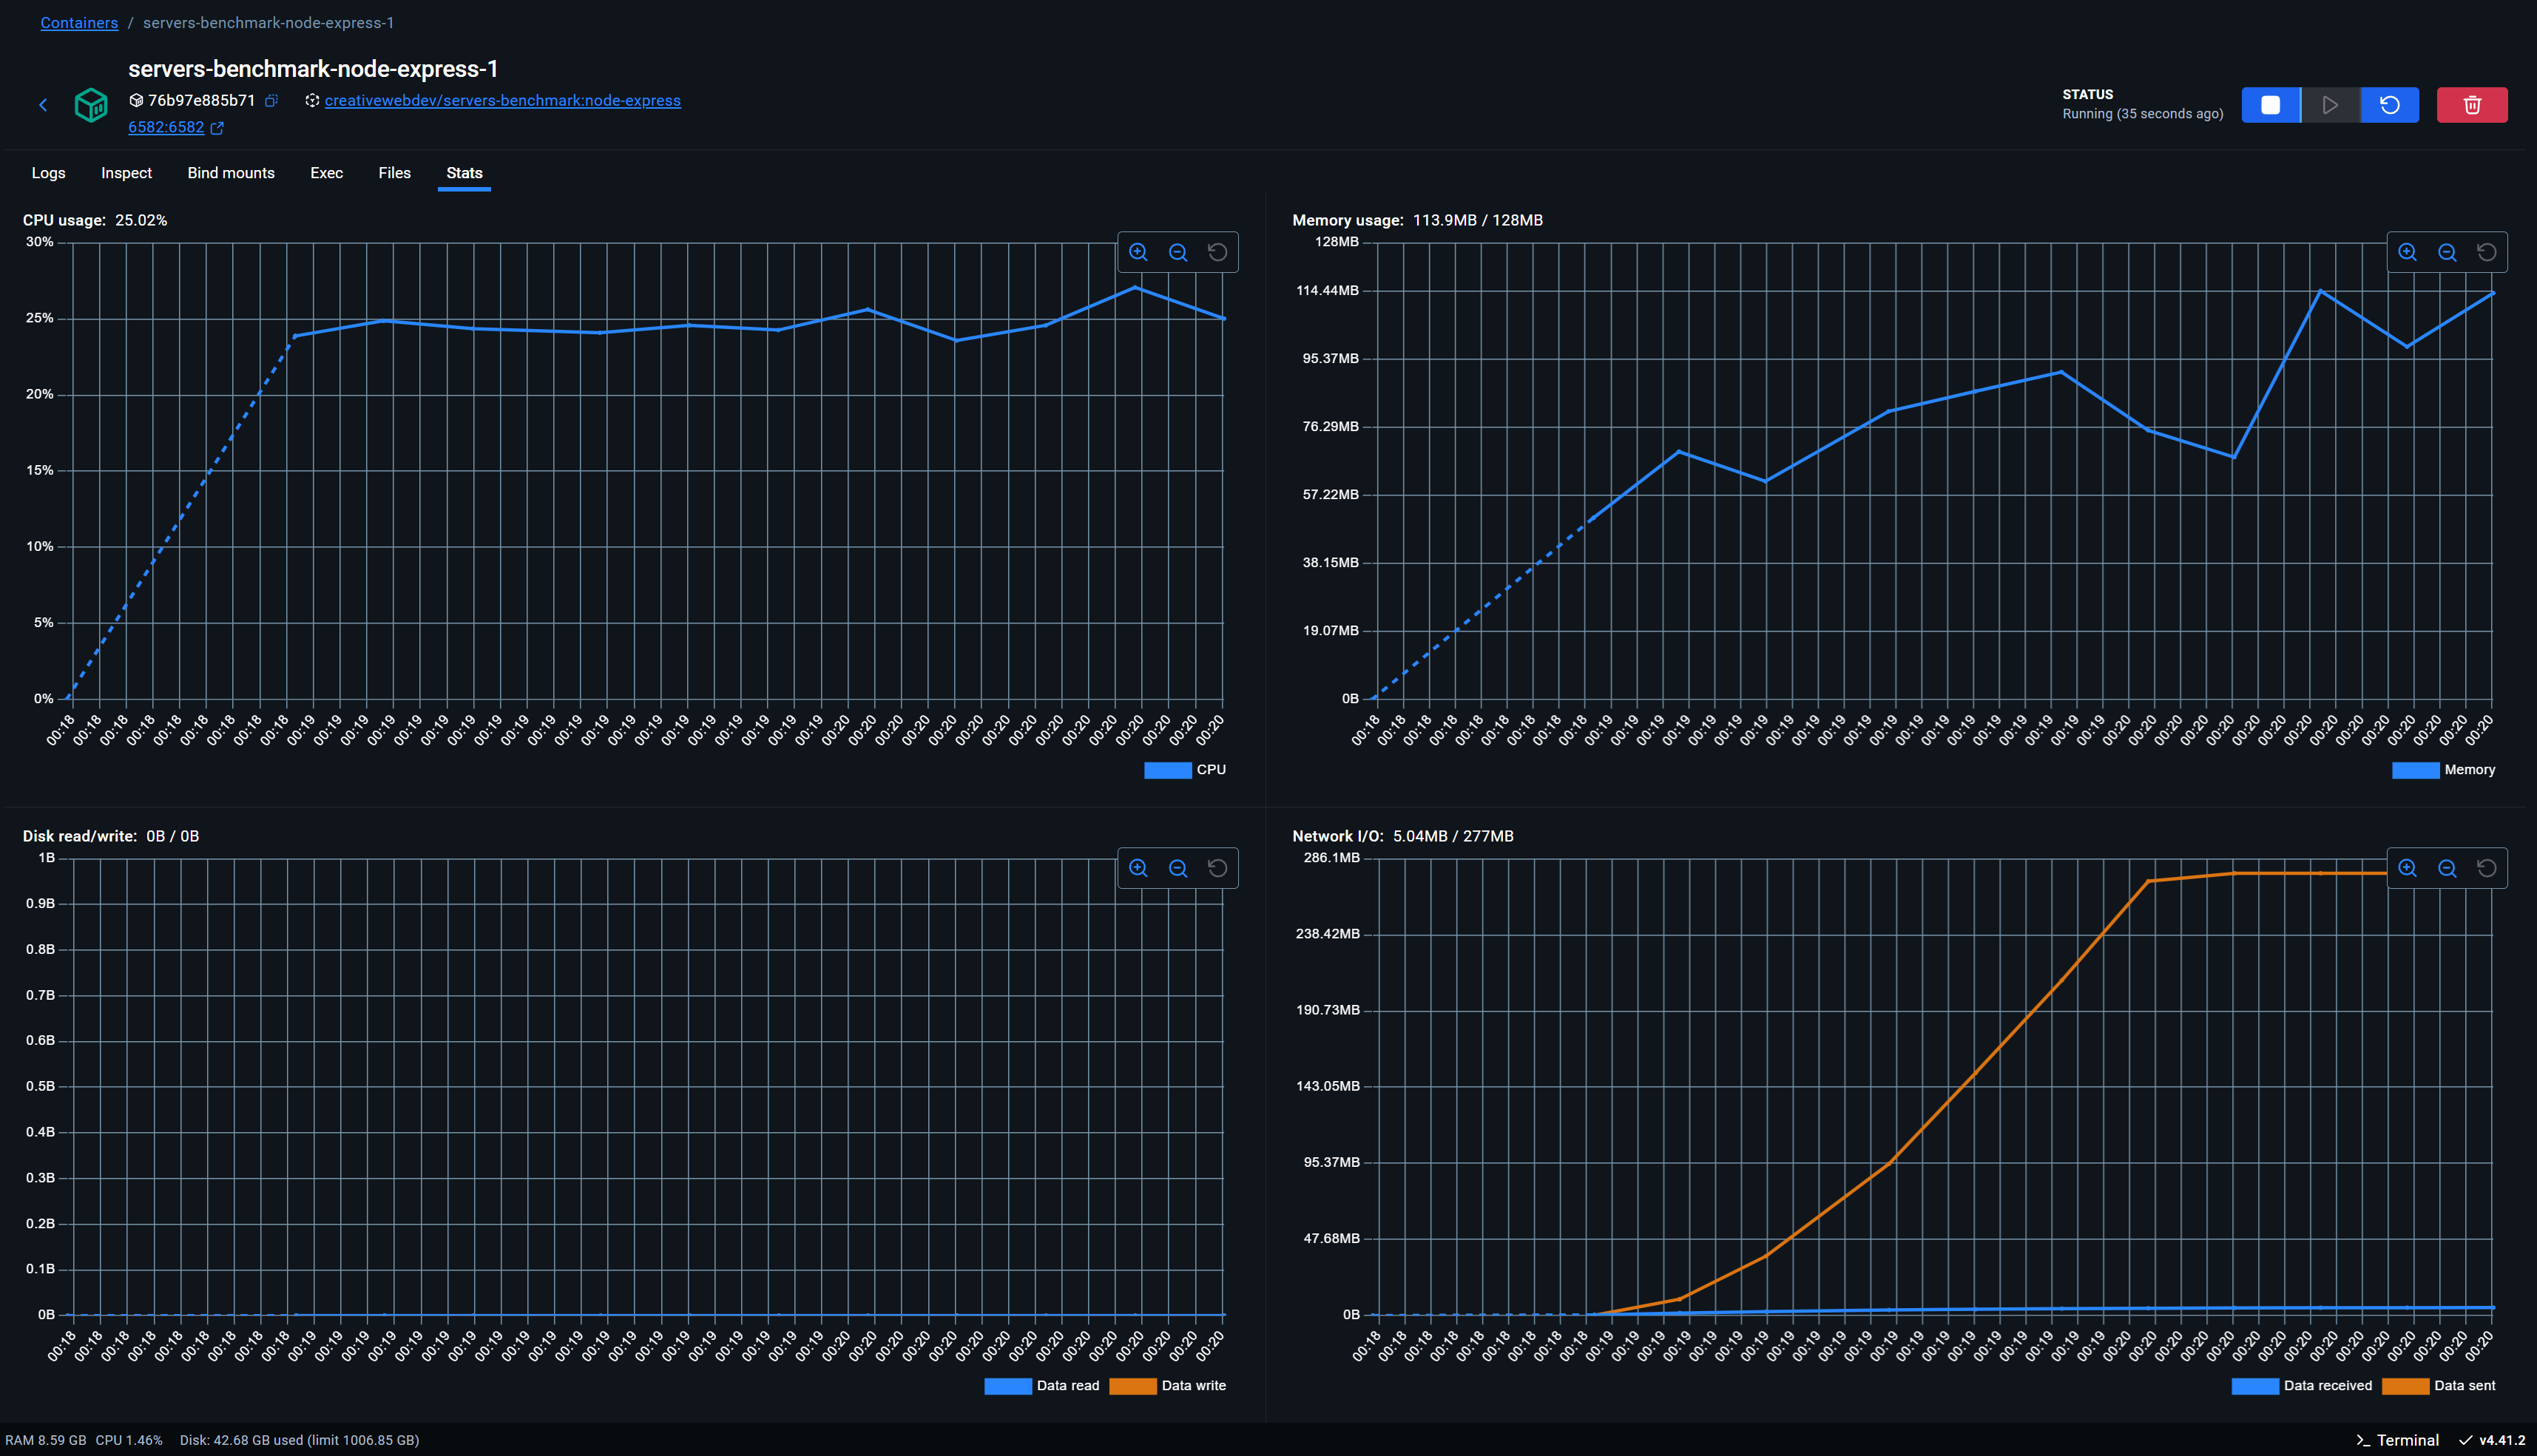 Containers / servers-benchmark-node-express-1
servers-benchmark-node-express-1
76b97e885b71 creativewebdev/servers-benchmark:node-express
6582:6582
STATUS
Running (35 seconds ago)
Logs Inspect Bind mounts Exec Files Stats
CPU usage: 25.02%
30%
25%
20%
15%
10%
5%
0%
00:18 00:18 00:18 00:18 00:18 00:18 00:18 00:18 00:18 00:19 00:19 00:19 00:19 00:19 00:19 00:19 00:19 00:19 00:19 00:19 00:19 00:19 00:19 00:19 00:19 00:19 00:19 00:19 00:19 00:20 00:20 00:20 00:20 00:20 00:20 00:20 00:20 00:20 00:20 00:20 00:20 00:20 00:20 00:20
CPU
Memory usage: 113.9MB / 128MB
128MB
114.44MB
95.37MB
76.29MB
57.22MB
38.15MB
19.07MB
0B
00:18 00:18 00:18 00:18 00:18 00:18 00:18 00:18 00:18 00:19 00:19 00:19 00:19 00:19 00:19 00:19 00:19 00:19 00:19 00:19 00:19 00:19 00:19 00:19 00:19 00:19 00:19 00:19 00:19 00:20 00:20 00:20 00:20 00:20 00:20 00:20 00:20 00:20 00:20 00:20 00:20 00:20 00:20 00:20
Memory
Disk read/write: 0B / 0B
1B
0.9B
0.8B
0.7B
0.6B
0.5B
0.4B
0.3B
0.2B
0.1B
0B
00:18 00:18 00:18 00:18 00:18 00:18 00:18 00:18 00:18 00:19 00:19 00:19 00:19 00:19 00:19 00:19 00:19 00:19 00:19 00:19 00:19 00:19 00:19 00:19 00:19 00:19 00:19 00:19 00:19 00:20 00:20 00:20 00:20 00:20 00:20 00:20 00:20 00:20 00:20 00:20 00:20 00:20 00:20 00:20
Data read Data write
Network I/O: 5.04MB / 277MB
286.1MB
238.42MB
190.73MB
143.05MB
95.37MB
47.68MB
0B
00:18 00:18 00:18 00:18 00:18 00:18 00:18 00:18 00:18 00:19 00:19 00:19 00:19 00:19 00:19 00:19 00:19 00:19 00:19 00:19 00:19 00:19 00:19 00:19 00:19 00:19 00:19 00:19 00:19 00:20 00:20 00:20 00:20 00:20 00:20 00:20 00:20 00:20 00:20 00:20 00:20 00:20 00:20 00:20
Data received Data sent
RAM 8.59 GB CPU 1.46% Disk: 42.68 GB used (limit 1006.85 GB)
Terminal v4.41.2